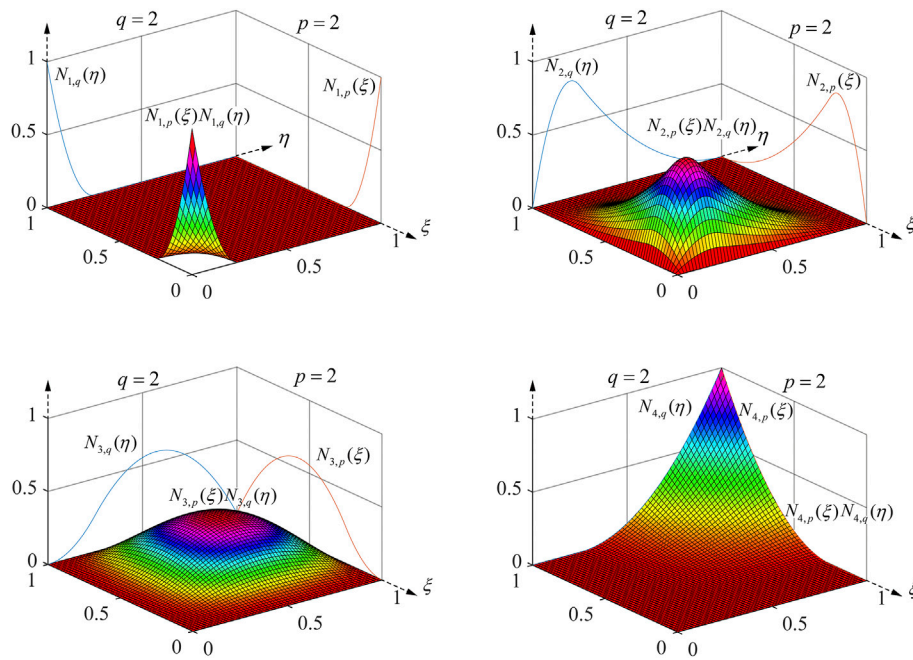 q = 2
p = 2
1
N_{1,q}(η)
N_{1,p}(ξ)
N_{1,p}(ξ)N_{1,q}(η)
0.5
η
0
1
0.5
0
0
0.5
1
ξ
q = 2
p = 2
1
N_{2,q}(η)
N_{2,p}(ξ)
N_{2,p}(ξ)N_{2,q}(η)
0.5
η
0
1
0.5
0
0
0.5
1
ξ
q = 2
p = 2
1
N_{3,q}(η)
N_{3,p}(ξ)
N_{3,p}(ξ)N_{3,q}(η)
0.5
0
1
0.5
0
0
0.5
1
ξ
q = 2
p = 2
1
N_{4,q}(η)
N_{4,p}(ξ)
N_{4,p}(ξ)N_{4,q}(η)
0.5
0
1
0.5
0
0
0.5
1
ξ